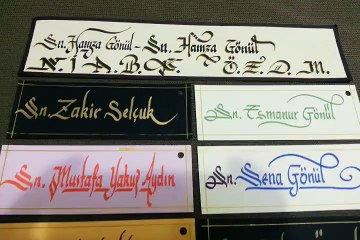 Sn. Hamza Gönül - Sn. Hamza Gönül
Sn. Zakir Selçuk
Sn. Esmanur Gönül
Sn. Mustafa Yakup Aydın
Sn. Sena Gönül